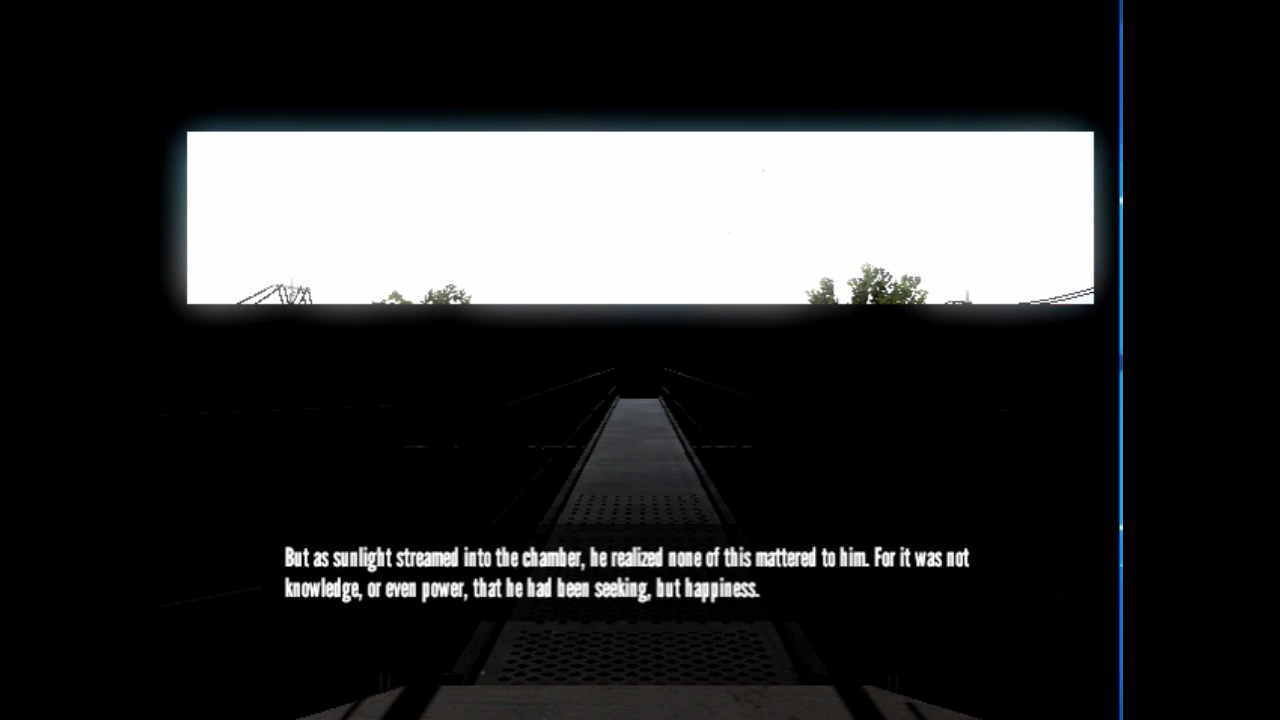 But as sunlight streamed into the chamber, he realized none of this mattered to him. For it was not
knowledge, or even power, that he had been seeking, but happiness.